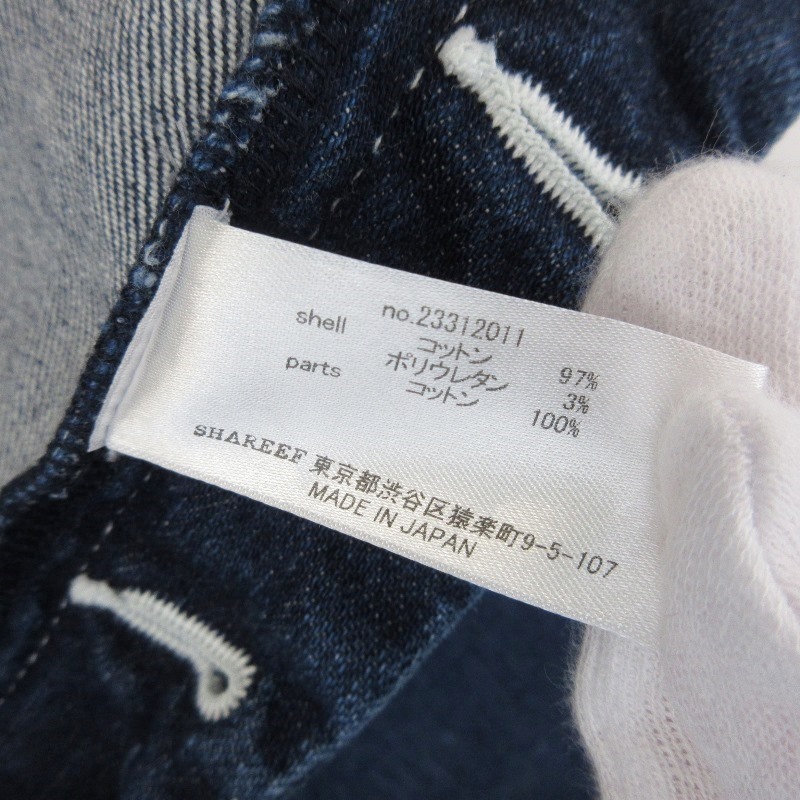 no.23312011
shell コットン 97%
ポリウレタン 3%
parts コットン 100%
SHAREEF 東京都渋谷区猿楽町9-5-107
MADE IN JAPAN